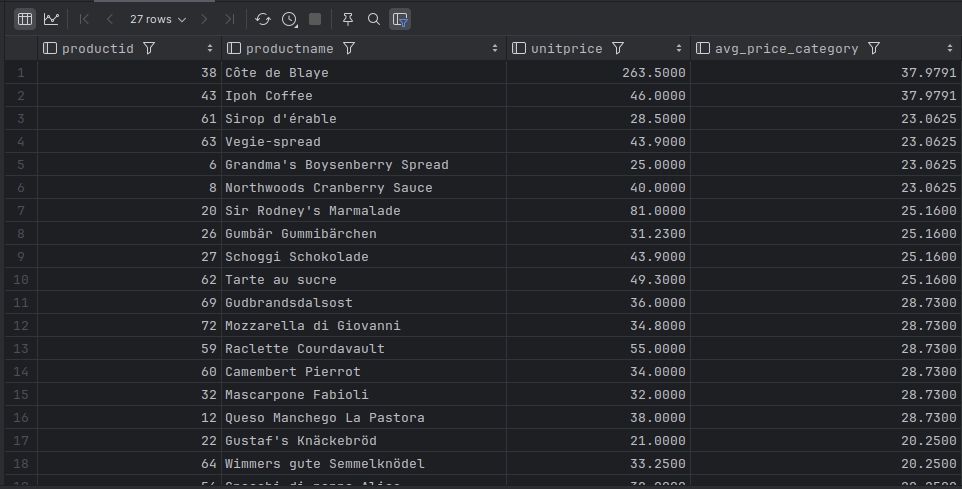 27 rows
productid productname unitprice avg_price_category
1 38 Côte de Blaye 263.5000 37.9791
2 43 Ipoh Coffee 46.0000 37.9791
3 61 Sirop d'érable 28.5000 23.0625
4 63 Vegie-spread 43.9000 23.0625
5 6 Grandma's Boysenberry Spread 25.0000 23.0625
6 8 Northwoods Cranberry Sauce 40.0000 23.0625
7 20 Sir Rodney's Marmalade 81.0000 25.1600
8 26 Gumbär Gummibärchen 31.2300 25.1600
9 27 Schoggi Schokolade 43.9000 25.1600
10 62 Tarte au sucre 49.3000 25.1600
11 69 Gudbrandsdalsost 36.0000 28.7300
12 72 Mozzarella di Giovanni 34.8000 28.7300
13 59 Raclette Courdavault 55.0000 28.7300
14 60 Camembert Pierrot 34.0000 28.7300
15 32 Mascarpone Fabioli 32.0000 28.7300
16 12 Queso Manchego La Pastora 38.0000 28.7300
17 22 Gustaf's Knäckebröd 21.0000 20.2500
18 64 Wimmers gute Semmelknödel 33.2500 20.2500